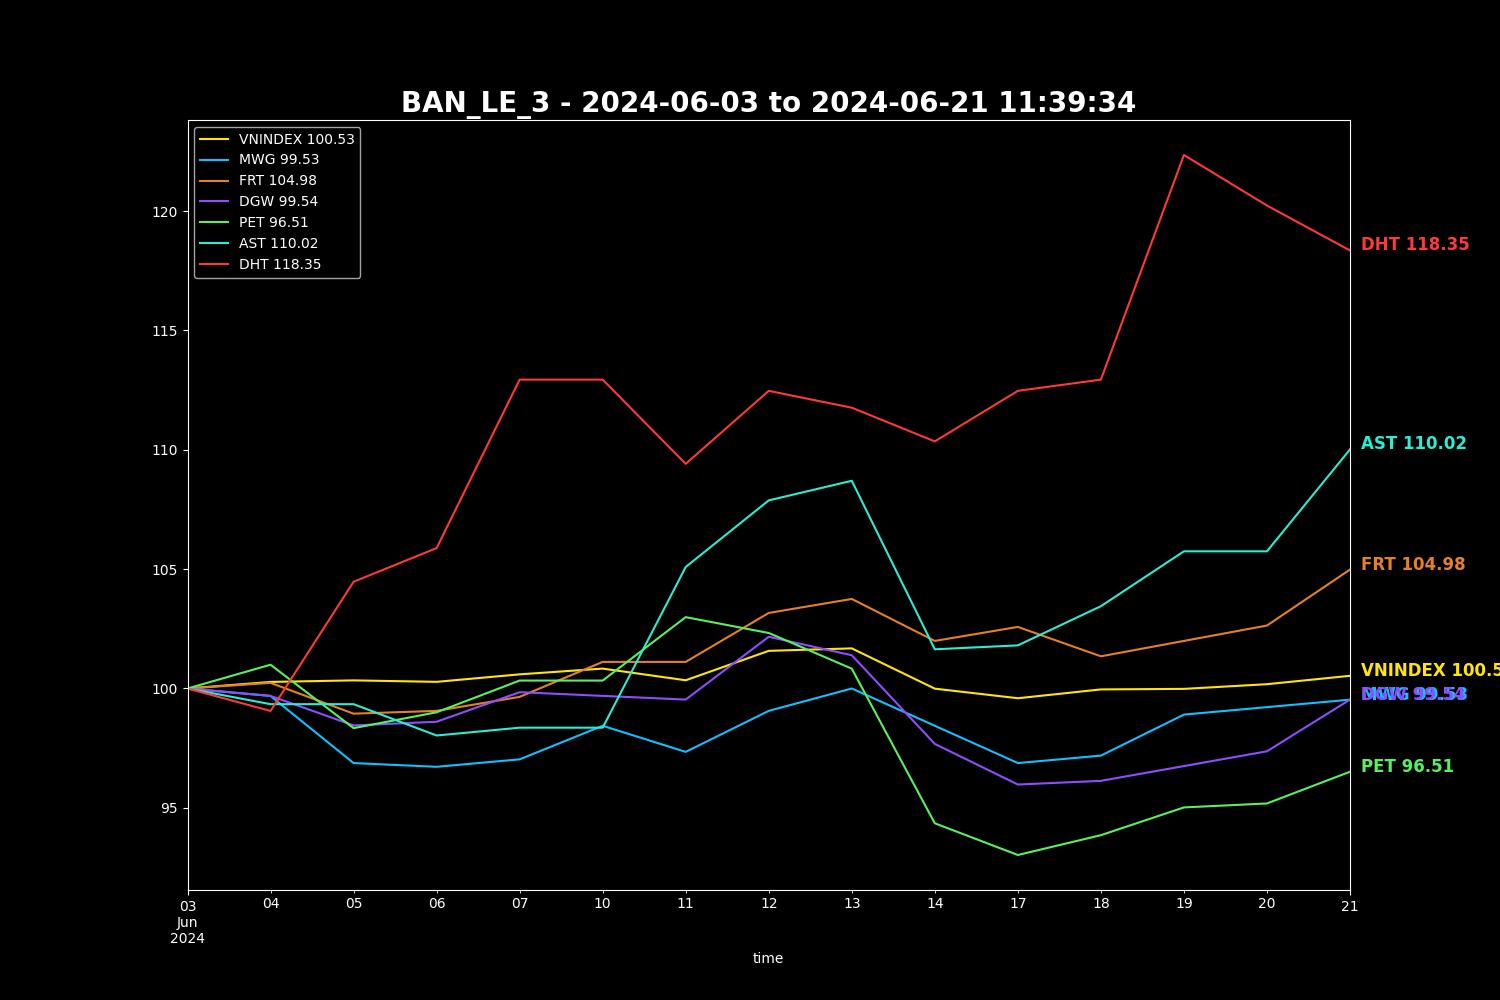 BAN_LE_3 - 2024-06-03 to 2024-06-21 11:39:34
VNINDEX 100.53
MWG 99.53
FRT 104.98
DGW 99.54
PET 96.51
AST 110.02
DHT 118.35
120
115
110
105
100
95
DHT 118.35
AST 110.02
FRT 104.98
VNINDEX 100.5
PET 96.51
03 04 05 06 07 10 11 12 13 14 17 18 19 20 21
Jun
2024
time